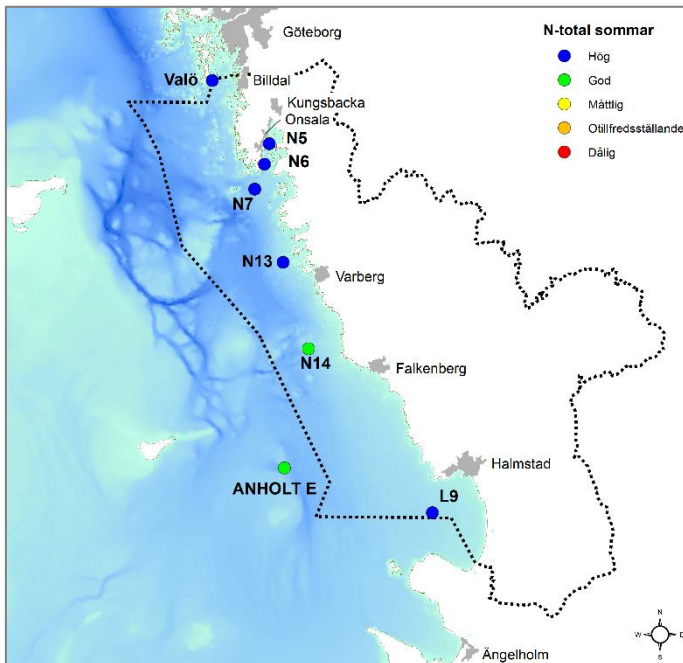 N-total sommar
Hög
God
Måttlig
Otillfredsställande
Dålig
Göteborg
Valö
Billdal
Kungsbacka
Onsala
N5
N6
N7
N13
Varberg
N14
Falkenberg
Halmstad
ANHOLT E
L9
Ängelholm
N
W
E
S